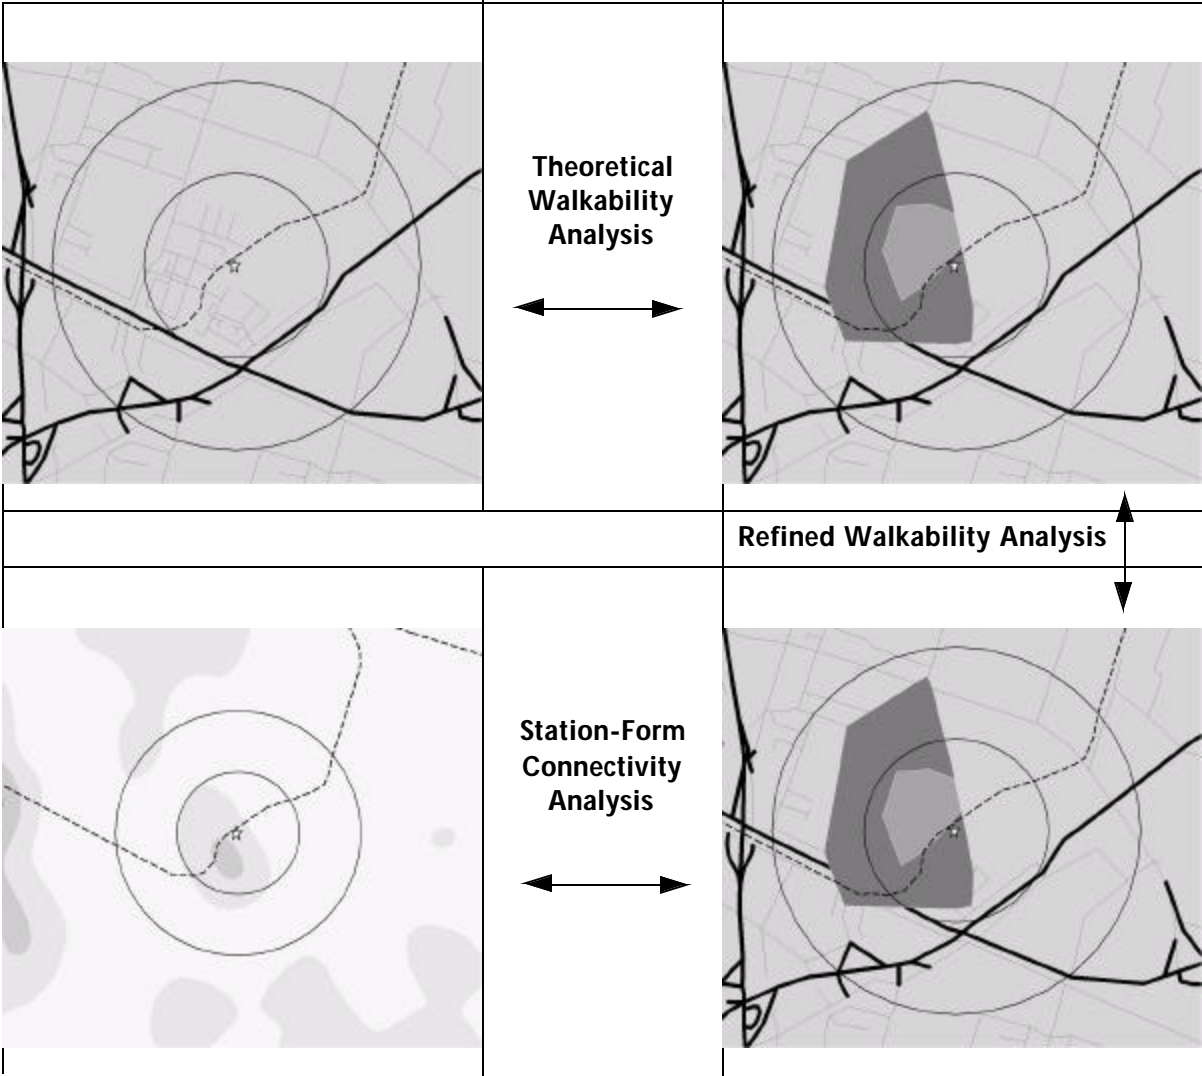 Theoretical
Walkability
Analysis
Refined Walkability Analysis
Station-Form
Connectivity
Analysis